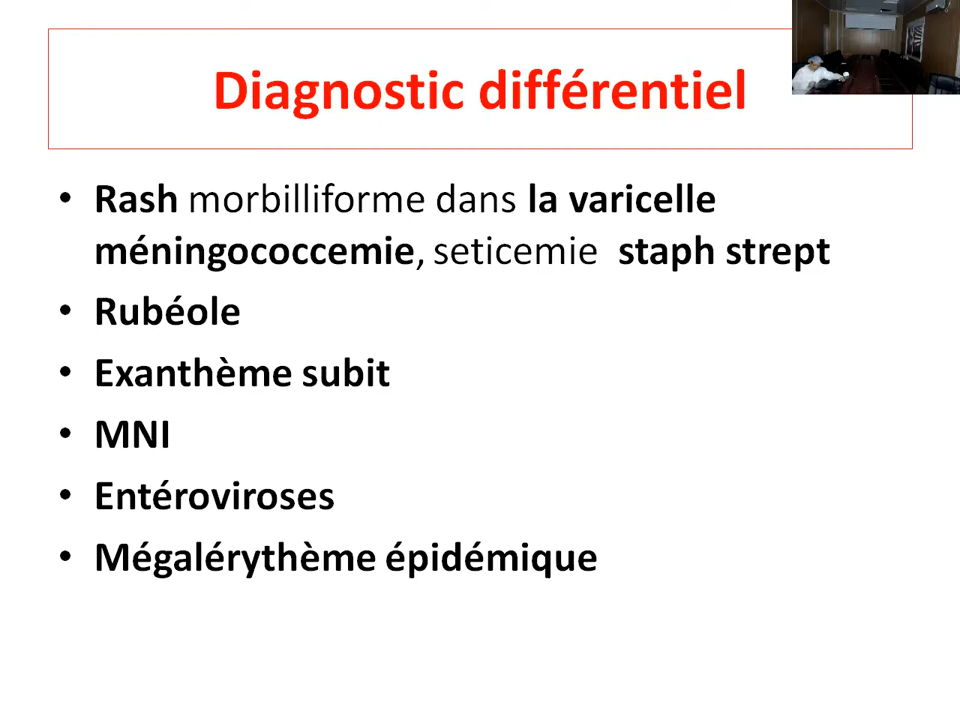 Diagnostic différentiel
• Rash morbilliforme dans la varicelle
méningococcemie, seticemie staph strept
• Rubéole
• Exanthème subit
• MNI
• Entéroviroses
• Mégalérythème épidémique